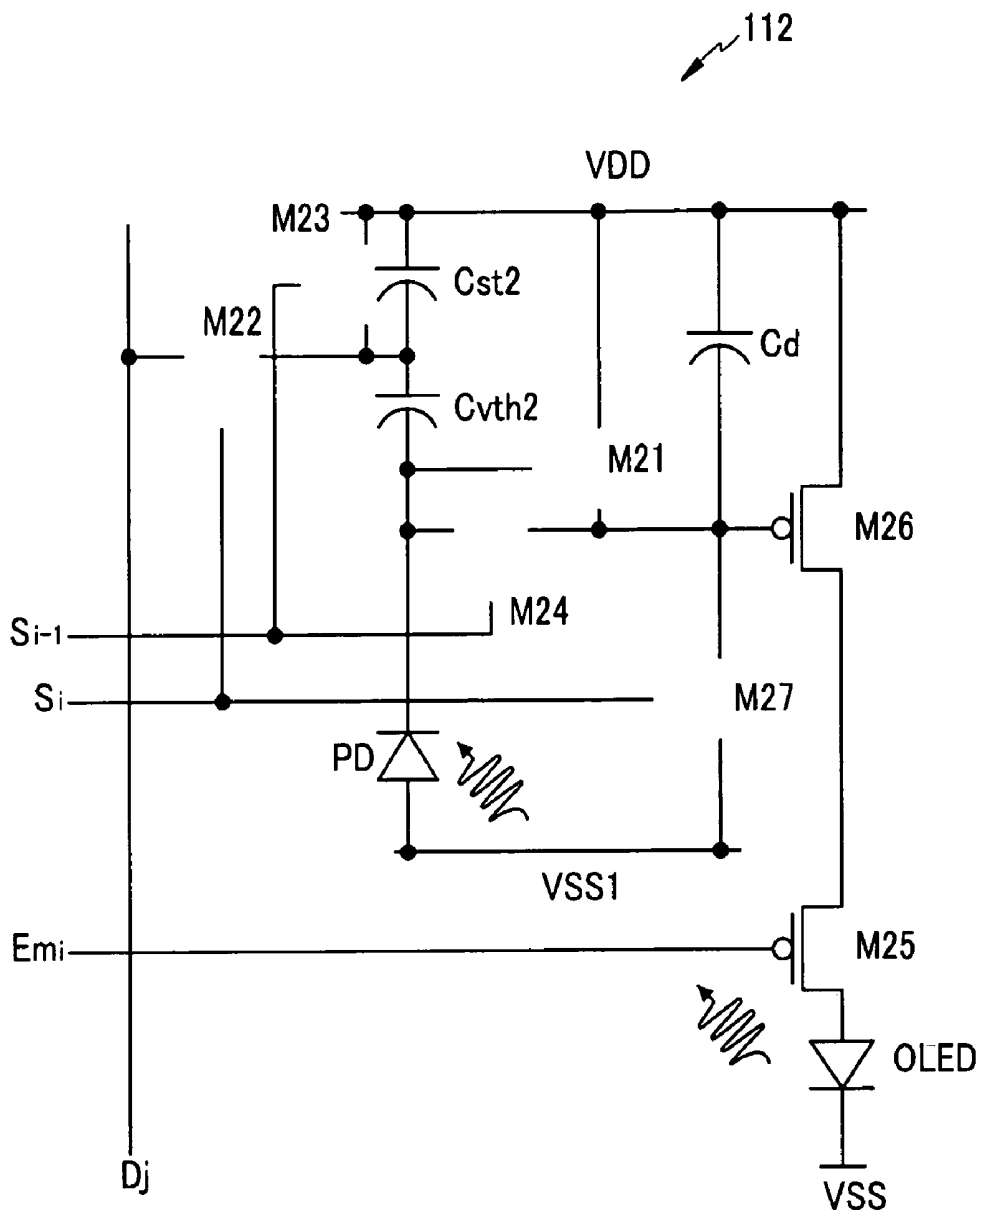 112
VDD
M23
Cst2
M22
Cd
Cvth2
M21
M26
M24
Si-1
Si
M27
PD
VSS1
Emi
M25
OLED
Dj
VSS